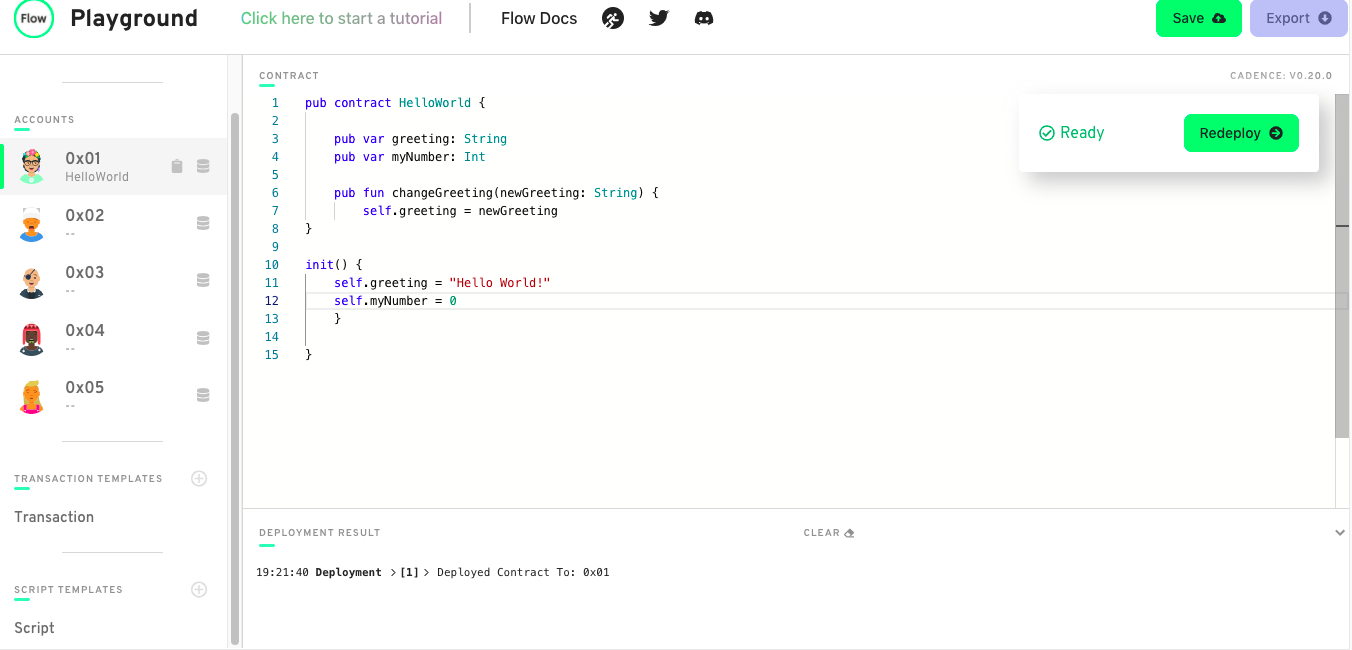 Flow Playground Click here to start a tutorial Flow Docs Save Export
ACCOUNTS
0x01
HelloWorld
0x02
--
0x03
--
0x04
--
0x05
--
TRANSACTION TEMPLATES
Transaction
SCRIPT TEMPLATES
Script
CONTRACT CADENCE: V0.20.0
Ready Redeploy
1 pub contract HelloWorld {
2
3 pub var greeting: String
4 pub var myNumber: Int
5
6 pub fun changeGreeting(newGreeting: String) {
7 self.greeting = newGreeting
8 }
9
10 init() {
11 self.greeting = "Hello World!"
12 self.myNumber = 0
13 }
14
15 }
DEPLOYMENT RESULT CLEAR
19:21:40 Deployment >[1]> Deployed Contract To: 0x01